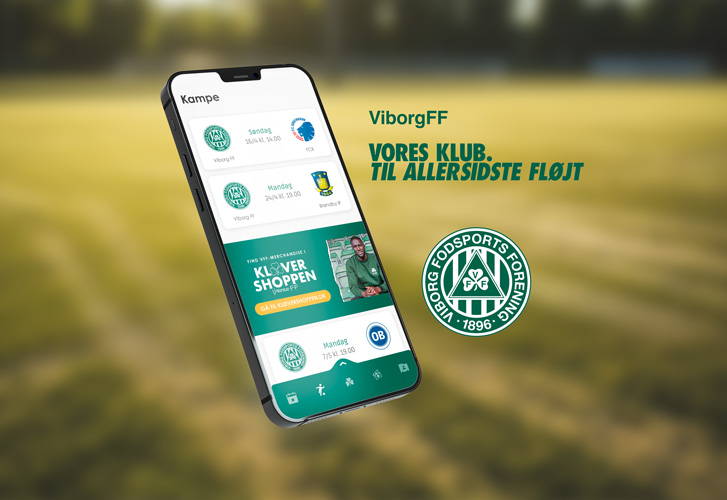 Kampe
Søndag
16/4 kl. 14.00
Viborg FF
FCK
Mandag
24/4 kl. 19.00
Viborg FF
Brøndby IF
FIND VFF-MERCHANDISE I
KLØVER
SHOPPEN
Viborg FF
GÅ TIL KLØVERSHOPPEN.DK
Mandag
7/5 kl. 19.00
OB
ViborgFF
VORES KLUB.
TIL ALLERSIDSTE FLØJT
VIBORG FODSPORTS FORENING
VFF
·1896·